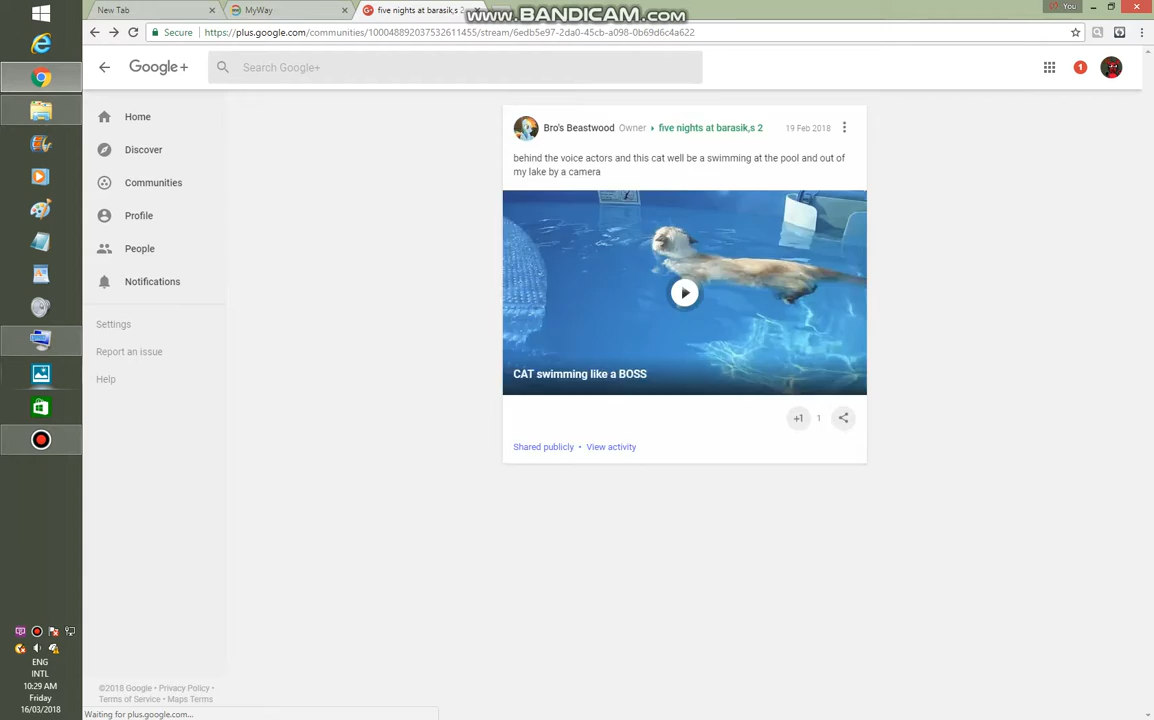 New Tab
MyWay
five nights at barasik,s 2
www.BANDICAM.com
You
Secure
https://plus.google.com/communities/100048892037532611455/stream/6edb5e97-2da0-45cb-a098-0b69d6c4a622
Google+
Search Google+
1
Home
Discover
Communities
Profile
People
Notifications
Settings
Report an issue
Help
Bro's Beastwood Owner five nights at barasik,s 2 19 Feb 2018
behind the voice actors and this cat well be a swimming at the pool and out of
my lake by a camera
CAT swimming like a BOSS
+1 1
Shared publicly • View activity
©2018 Google • Privacy Policy •
Terms of Service • Maps Terms
Waiting for plus.google.com...
ENG
INTL
10:29 AM
Friday
16/03/2018